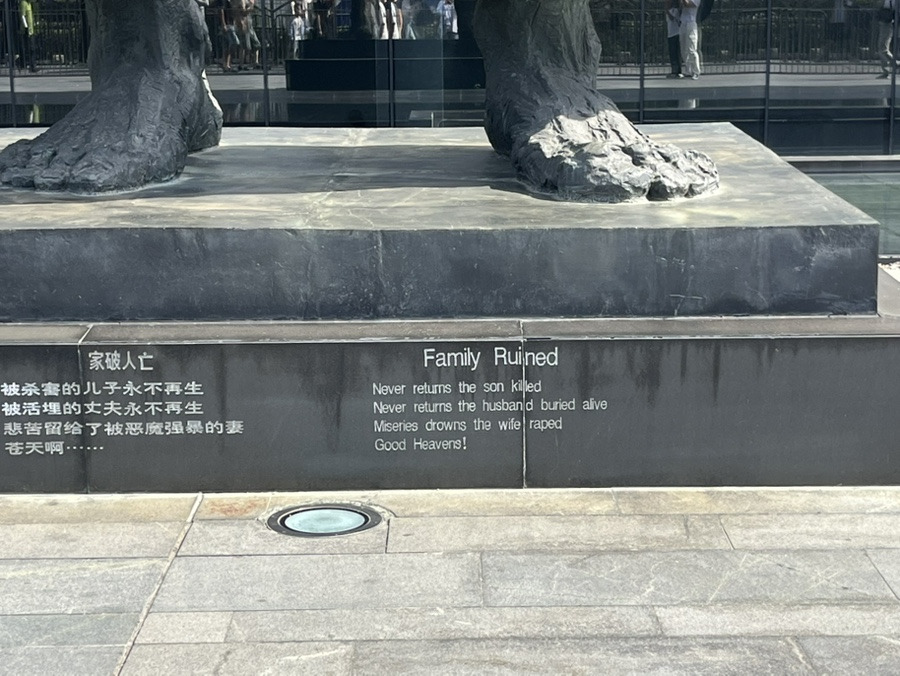 家破人亡
被杀害的儿子永不再生
被活埋的丈夫永不再生
悲苦留给了被恶魔强暴的妻
苍天啊……
Family Ruined
Never returns the son killed
Never returns the husband buried alive
Miseries drowns the wife raped
Good Heavens!